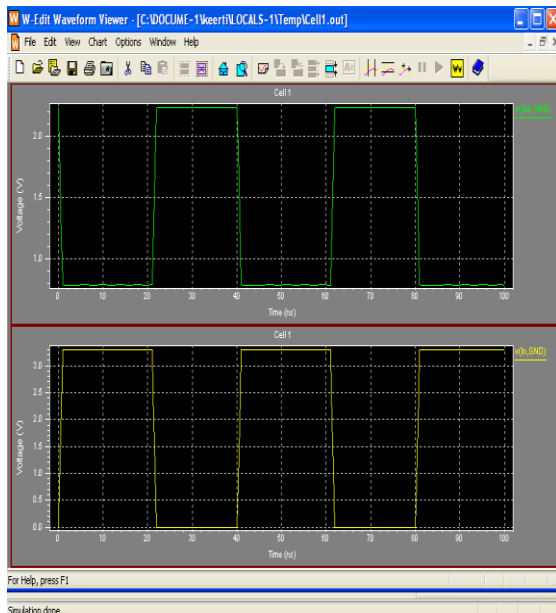 W-Edit Waveform Viewer - [C:\DOCUME~1\keerti\LOCALS~1\Temp\Cell1.out]
File Edit View Chart Options Window Help
Cell1
v(Out,GND)
Voltage (V)
2.0
1.5
1.0
0 10 20 30 40 50 60 70 80 90 100
Time (ns)
Cell1
v(In,GND)
Voltage (V)
3.0
2.5
2.0
1.5
1.0
0.5
0.0
0 10 20 30 40 50 60 70 80 90 100
Time (ns)
For Help, press F1
Simulation done